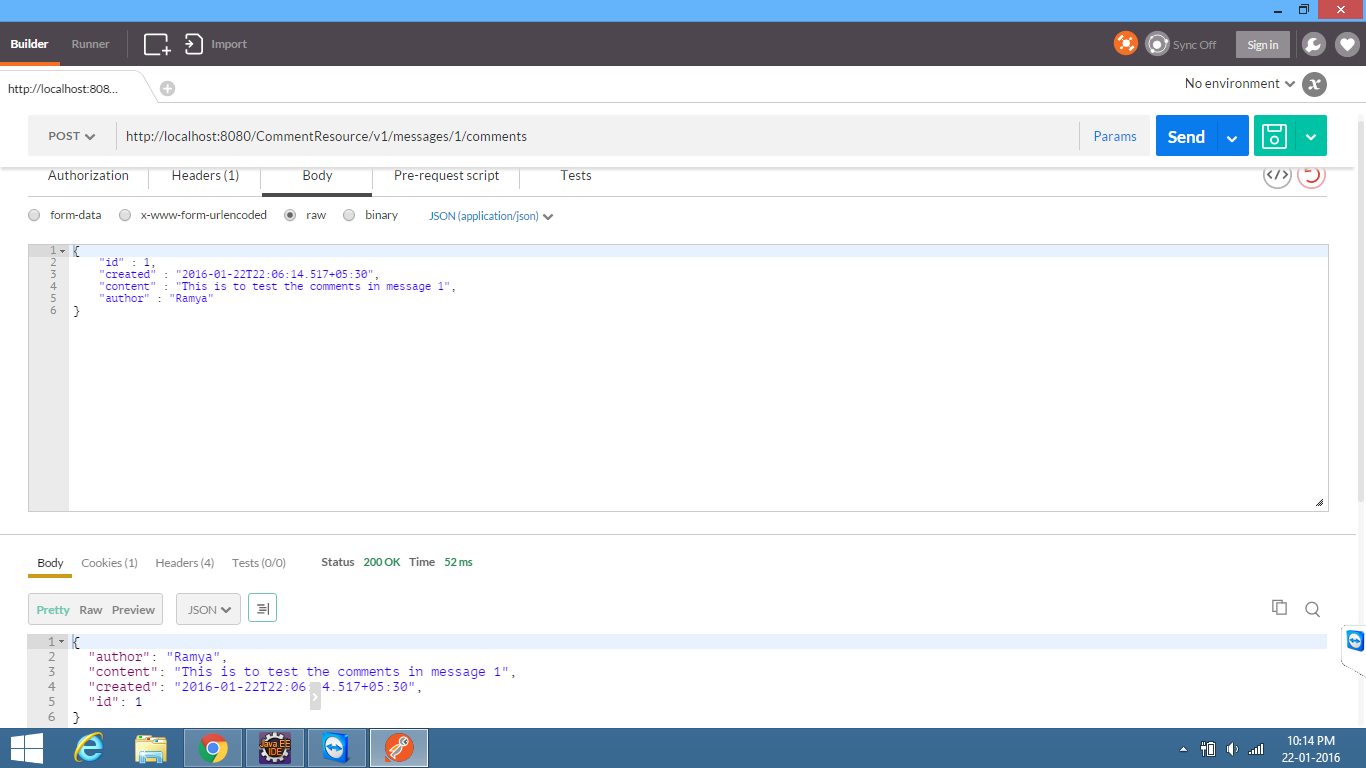 Builder Runner Import Sync Off Sign in
http://localhost:808... No environment
POST http://localhost:8080/CommentResource/v1/messages/1/comments Params Send
Authorization Headers (1) Body Pre-request script Tests
form-data x-www-form-urlencoded raw binary JSON (application/json)
1 {
2 "id" : 1,
3 "created" : "2016-01-22T22:06:14.517+05:30",
4 "content" : "This is to test the comments in message 1",
5 "author" : "Ramya"
6 }
Body Cookies (1) Headers (4) Tests (0/0) Status 200 OK Time 52 ms
Pretty Raw Preview JSON
1 {
2 "author": "Ramya",
3 "content": "This is to test the comments in message 1",
4 "created": "2016-01-22T22:06:14.517+05:30",
5 "id": 1
6 }
Java EE
IDE
10:14 PM
22-01-2016